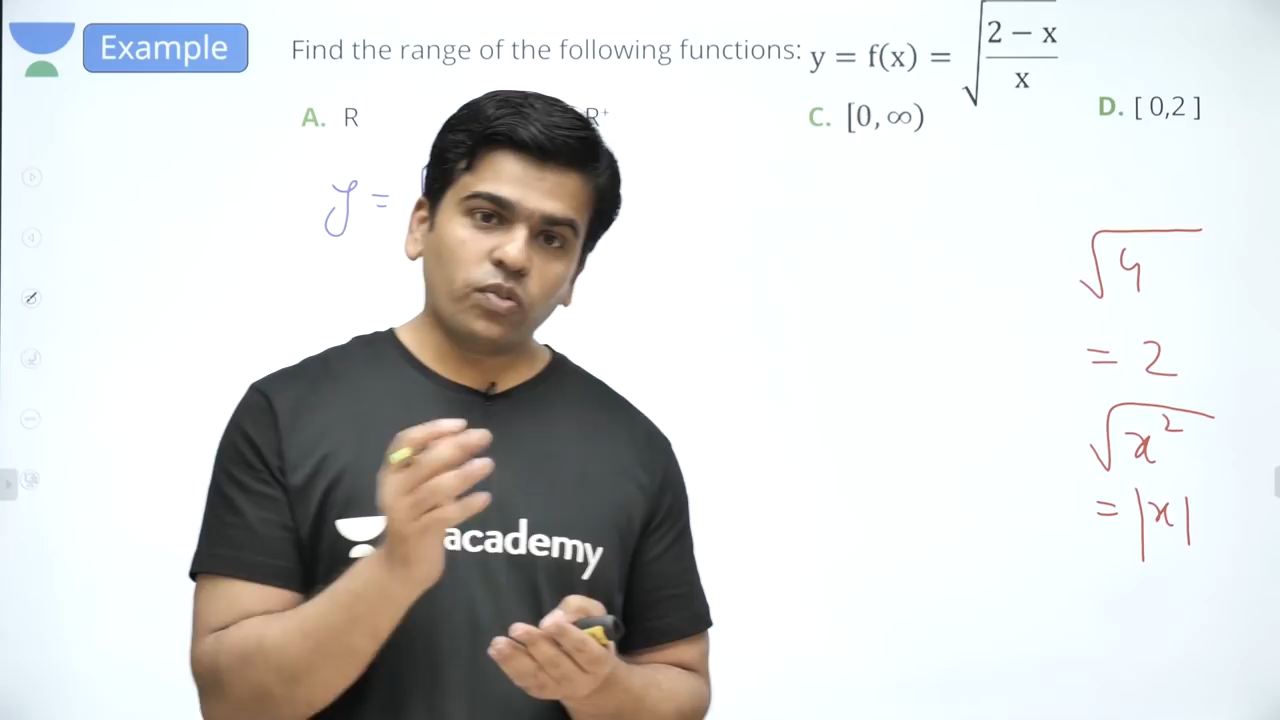 Example
Find the range of the following functions: y = f(x) = √((2 − x)/x)
A. R
R⁺
C. [0, ∞)
D. [ 0,2 ]
y =
√4
= 2
√x²
= |x|
academy